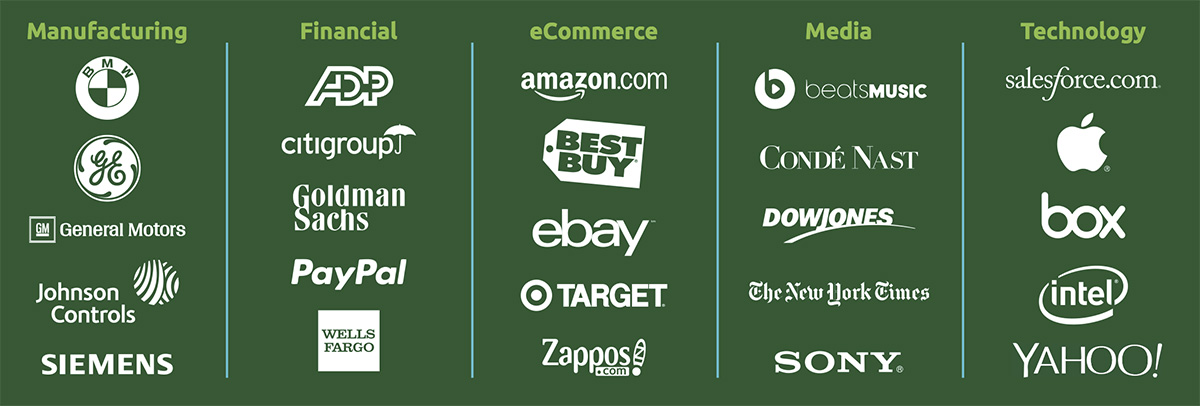 Manufacturing
BMW
GE
GM General Motors
Johnson
Controls
SIEMENS
Financial
ADP
citigroup
Goldman
Sachs
PayPal
WELLS
FARGO
eCommerce
amazon.com
BEST
BUY
ebay
TARGET
Zappos!
.com
Media
b beatsMUSIC
CONDÉ NAST
DOWJONES
The New York Times
SONY®
Technology
salesforce.com
®
box
intel
YAHOO!